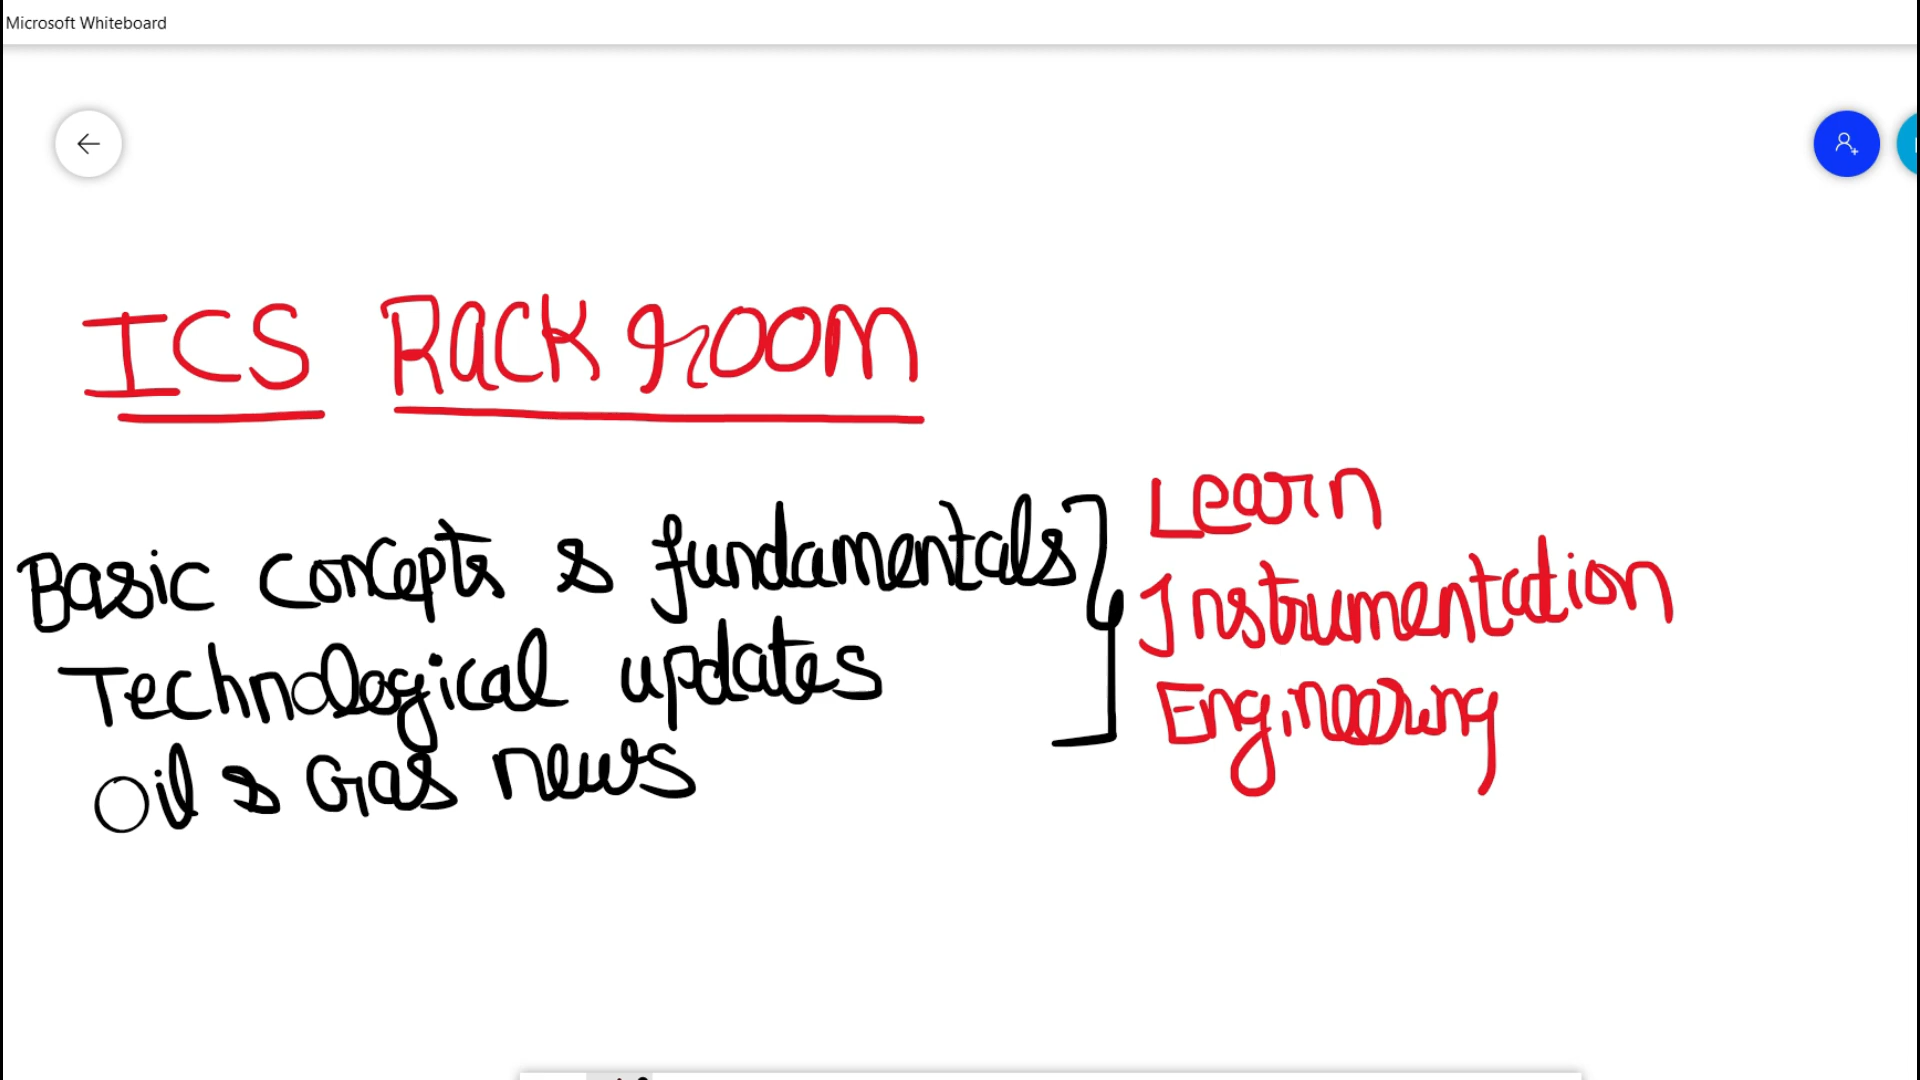 Microsoft Whiteboard
ICS Rack room
Basic concepts & fundamentals
Technological updates
Oil & Gas news
Learn
Instrumentation
Engineering